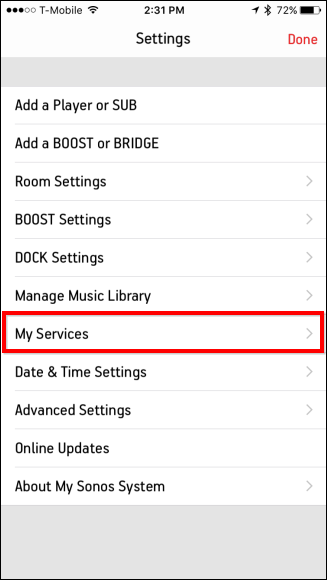 T-Mobile 2:31 PM 72%
Settings Done
Add a Player or SUB
Add a BOOST or BRIDGE
Room Settings
BOOST Settings
DOCK Settings
Manage Music Library
My Services
Date & Time Settings
Advanced Settings
Online Updates
About My Sonos System